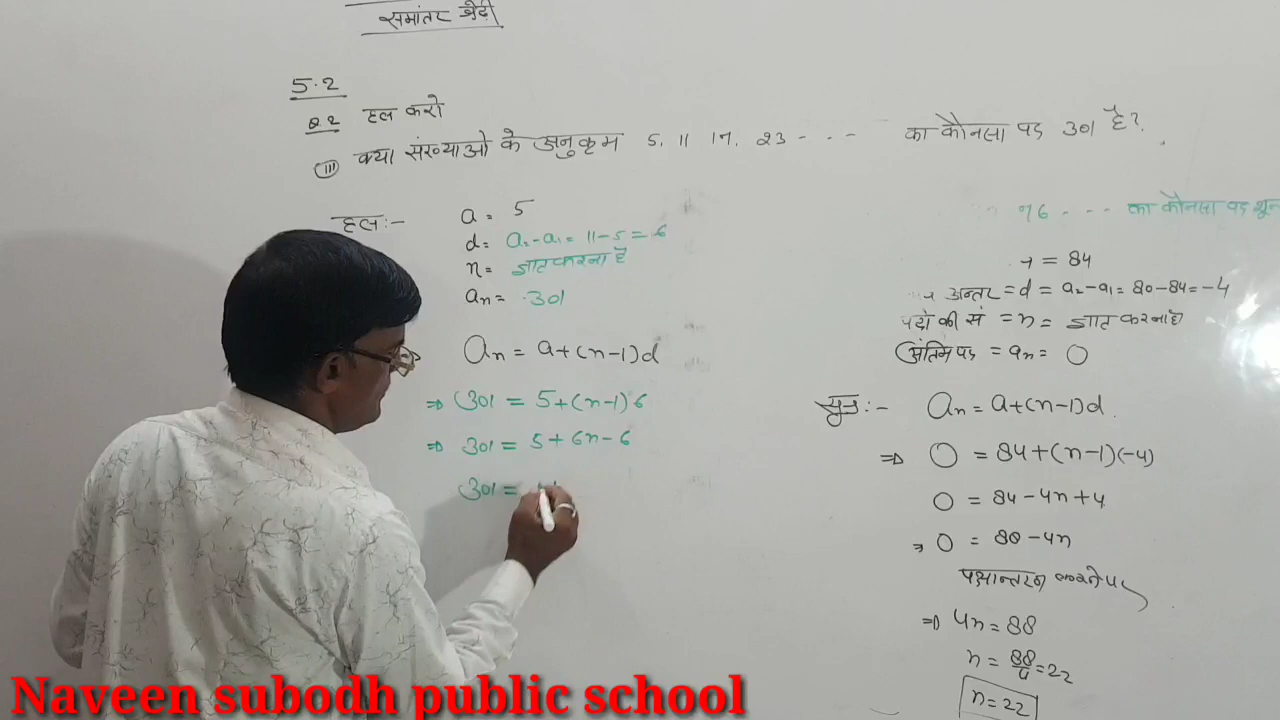 समांतर श्रेढी
5.2
Q.2 हल करो
(iii) क्या संख्याओ के अनुक्रम 5, 11 17, 23 - - - - का कौनसा पद 301 है?
हल:-
a = 5
d = a₂-a₁ = 11-5 = 6
n = ज्ञात करना है
an = 301
an = a+(n-1)d
⇒ 301 = 5+(n-1)6
⇒ 301 = 5+6n-6
301 =
76 - - - - का कौनसा पद
= 84
अन्तर = d = a₂-a₁ = 80-84 = -4
पदो की सं = n = ज्ञात करना है
अंतिम पद = an = 0
सूत्र:- an = a+(n-1)d.
⇒ 0 = 84+(n-1)(-4)
0 = 84-4n+4
⇒ 0 = 88-4n
पक्षान्तरण करने पर
⇒ 4n = 88
n = 88/4 = 22
n = 22
Naveen subodh public school